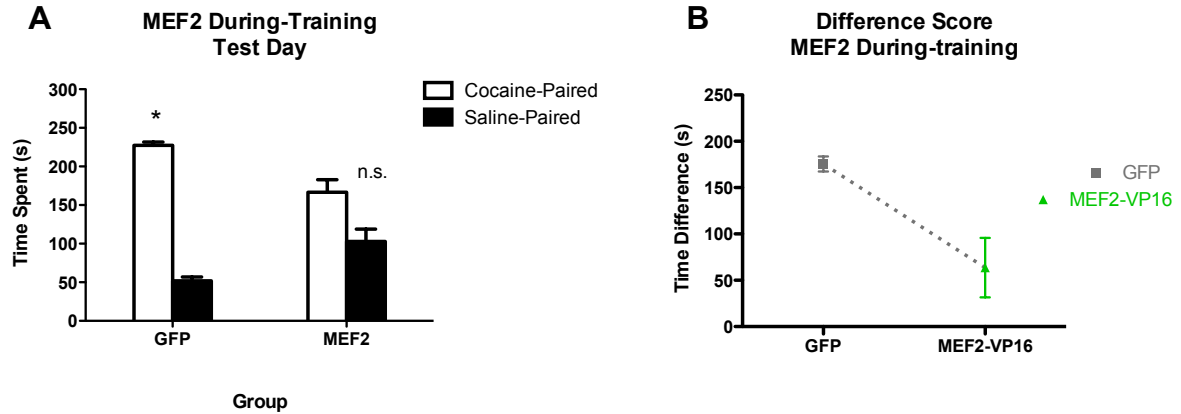 A
MEF2 During-Training
Test Day
300
250
200
150
100
50
0
Time Spent (s)
*
n.s.
Cocaine-Paired
Saline-Paired
GFP
MEF2
Group
B
Difference Score
MEF2 During-training
250
200
150
100
50
0
Time Difference (s)
GFP
MEF2-VP16
GFP
MEF2-VP16